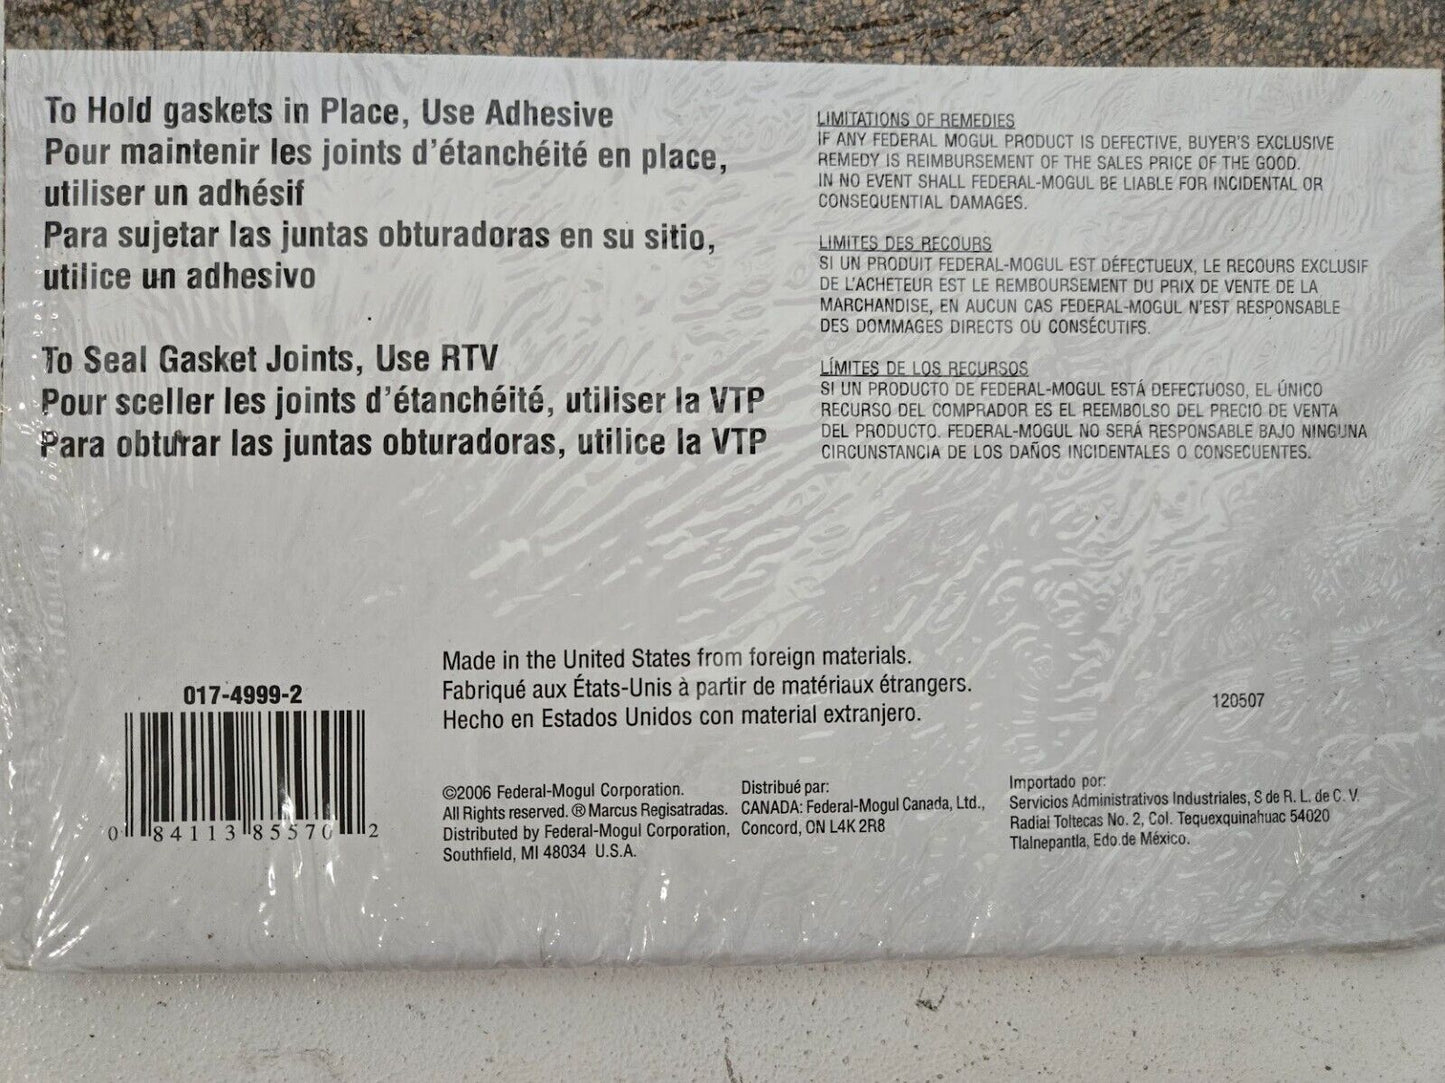 To Hold gaskets in Place, Use Adhesive
Pour maintenir les joints d'étanchéité en place,
utiliser un adhésif
Para sujetar las juntas obturadoras en su sitio,
utilice un adhesivo
To Seal Gasket Joints, Use RTV
Pour sceller les joints d'étanchéité, utiliser la VTP
Para obturar las juntas obturadoras, utilice la VTP
LIMITATIONS OF REMEDIES
IF ANY FEDERAL MOGUL PRODUCT IS DEFECTIVE, BUYER'S EXCLUSIVE
REMEDY IS REIMBURSEMENT OF THE SALES PRICE OF THE GOOD.
IN NO EVENT SHALL FEDERAL-MOGUL BE LIABLE FOR INCIDENTAL OR
CONSEQUENTIAL DAMAGES.
LIMITES DES RECOURS
SI UN PRODUIT FEDERAL-MOGUL EST DÉFECTUEUX, LE RECOURS EXCLUSIF
DE L'ACHETEUR EST LE REMBOURSEMENT DU PRIX DE VENTE DE LA
MARCHANDISE, EN AUCUN CAS FEDERAL-MOGUL N'EST RESPONSABLE
DES DOMMAGES DIRECTS OU CONSÉCUTIFS.
LÍMITES DE LOS RECURSOS
SI UN PRODUCTO DE FEDERAL-MOGUL ESTÁ DEFECTUOSO, EL ÚNICO
RECURSO DEL COMPRADOR ES EL REEMBOLSO DEL PRECIO DE VENTA
DEL PRODUCTO. FEDERAL-MOGUL NO SERÁ RESPONSABLE BAJO NINGUNA
CIRCUNSTANCIA DE LOS DAÑOS INCIDENTALES O CONSECUENTES.
Made in the United States from foreign materials.
Fabriqué aux États-Unis à partir de matériaux étrangers.
Hecho en Estados Unidos con material extranjero.
120507
017-4999-2
0 84113 85570 2
©2006 Federal-Mogul Corporation.
All Rights reserved. ® Marcus Regisatradas.
Distributed by Federal-Mogul Corporation,
Southfield, MI 48034 U.S.A.
Distribué par:
CANADA: Federal-Mogul Canada, Ltd.,
Concord, ON L4K 2R8
Importado por:
Servicios Administrativos Industriales, S de R. L. de C. V.
Radial Toltecas No. 2, Col. Tequexquinahuac 54020
Tlalnepantla, Edo de México.